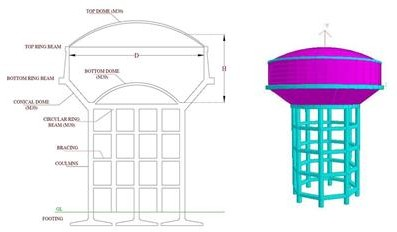 TOP DOME (M30)
TOP RING BEAM
D
H
BOTTOM RING BEAM
BOTTOM DOME
(M30)
CONICAL DOME
(M30)
CIRCULAR RING
BEAM (M30)
BRACING
COULMNS
GL
FOOTING
Y